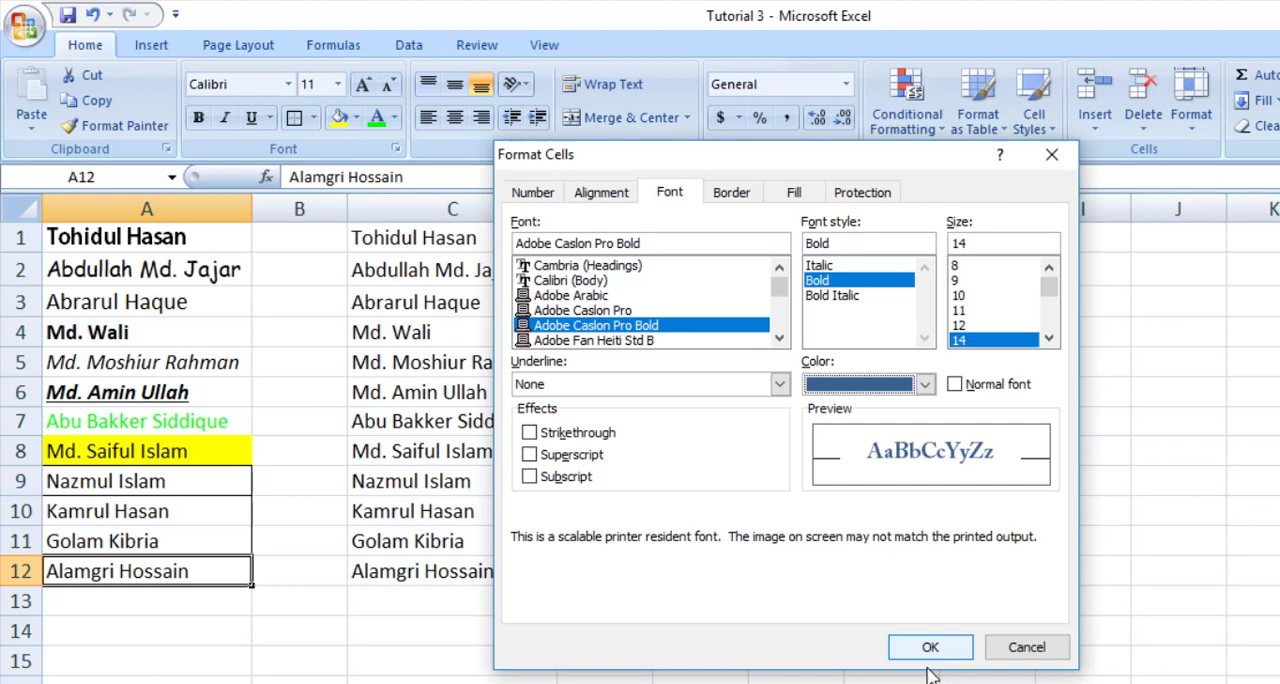 Tutorial 3 - Microsoft Excel
Home Insert Page Layout Formulas Data Review View
Paste Cut Copy Format Painter
Clipboard
Calibri 11 A A
B I U A
Font
Wrap Text
Merge & Center
General
$ % , .00 .0
Conditional Formatting Format as Table Cell Styles
Insert Delete Format
Cells
Σ
Fill
A12 fx Alamgri Hossain
A B C I J K
1 Tohidul Hasan Tohidul Hasan
2 Abdullah Md. Jajar Abdullah Md.
3 Abrarul Haque Abrarul Haque
4 Md. Wali Md. Wali
5 Md. Moshiur Rahman Md. Moshiur
6 Md. Amin Ullah Md. Amin Ullah
7 Abu Bakker Siddique Abu Bakker
8 Md. Saiful Islam Md. Saiful Islam
9 Nazmul Islam Nazmul Islam
10 Kamrul Hasan Kamrul Hasan
11 Golam Kibria Golam Kibria
12 Alamgri Hossain Alamgri Hossain
13
14
15
Format Cells ?
Number Alignment Font Border Fill Protection
Font: Font style: Size:
Adobe Caslon Pro Bold Bold 14
Cambria (Headings) Italic 8
Calibri (Body) Bold 9
Adobe Arabic Bold Italic 10
Adobe Caslon Pro 11
Adobe Caslon Pro Bold 12
Adobe Fan Heiti Std B 14
Underline: Color:
None Normal font
Effects Preview
Strikethrough
Superscript
Subscript
AaBbCcYyZz
This is a scalable printer resident font. The image on screen may not match the printed output.
OK Cancel